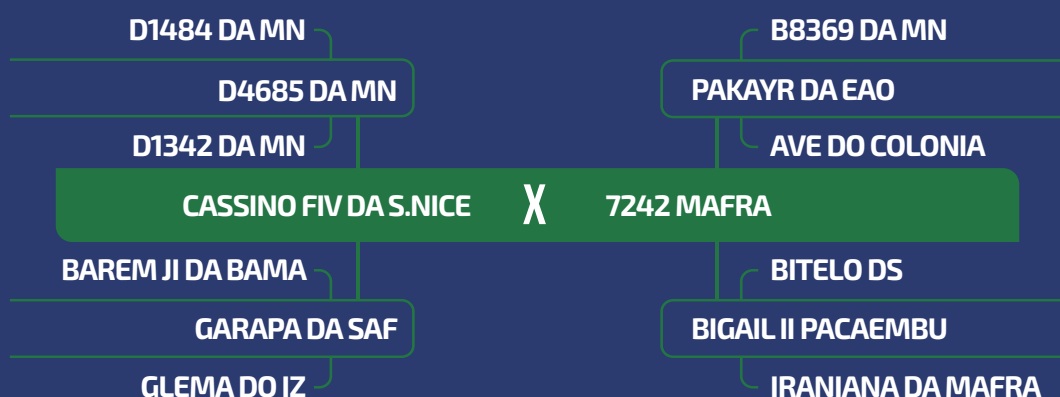 D1484 DA MN
B8369 DA MN
D4685 DA MN
PAKAYR DA EAO
D1342 DA MN
AVE DO COLONIA
CASSINO FIV DA S.NICE X 7242 MAFRA
BAREM JI DA BAMA
BITELO DS
GARAPA DA SAF
BIGAIL II PACAEMBU
GLEMA DO IZ
IRANIANA DA MAFRA